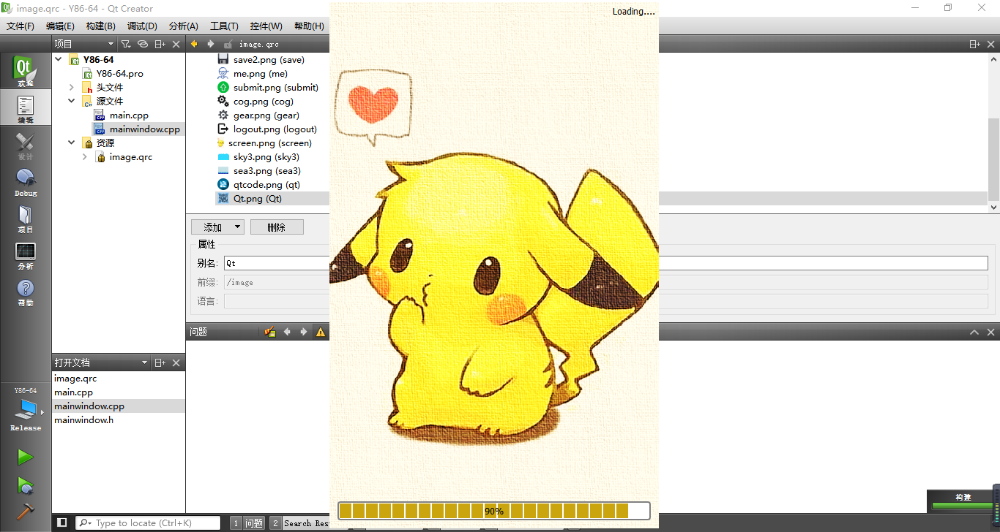 image.qrc - Y86-64 - Qt Creator
文件(F) 编辑(E) 构建(B) 调试(D) 分析(A) 工具(T) 控件(W) 帮助(H)
Loading....
项目
image.qrc
Qt
欢迎
编辑
设计
Debug
项目
分析
帮助
Y86-64
Release
Y86-64
Y86-64.pro
头文件
源文件
main.cpp
mainwindow.cpp
资源
image.qrc
save2.png (save)
me.png (me)
submit.png (submit)
cog.png (cog)
gear.png (gear)
logout.png (logout)
screen.png (screen)
sky3.png (sky3)
sea3.png (sea3)
qtcode.png (qt)
Qt.png (Qt)
添加 删除
属性
别名: Qt
前缀: /image
语言:
问题
打开文档
image.qrc
main.cpp
mainwindow.cpp
mainwindow.h
90%
构建
Type to locate (Ctrl+K)
1 问题 2 Search Res